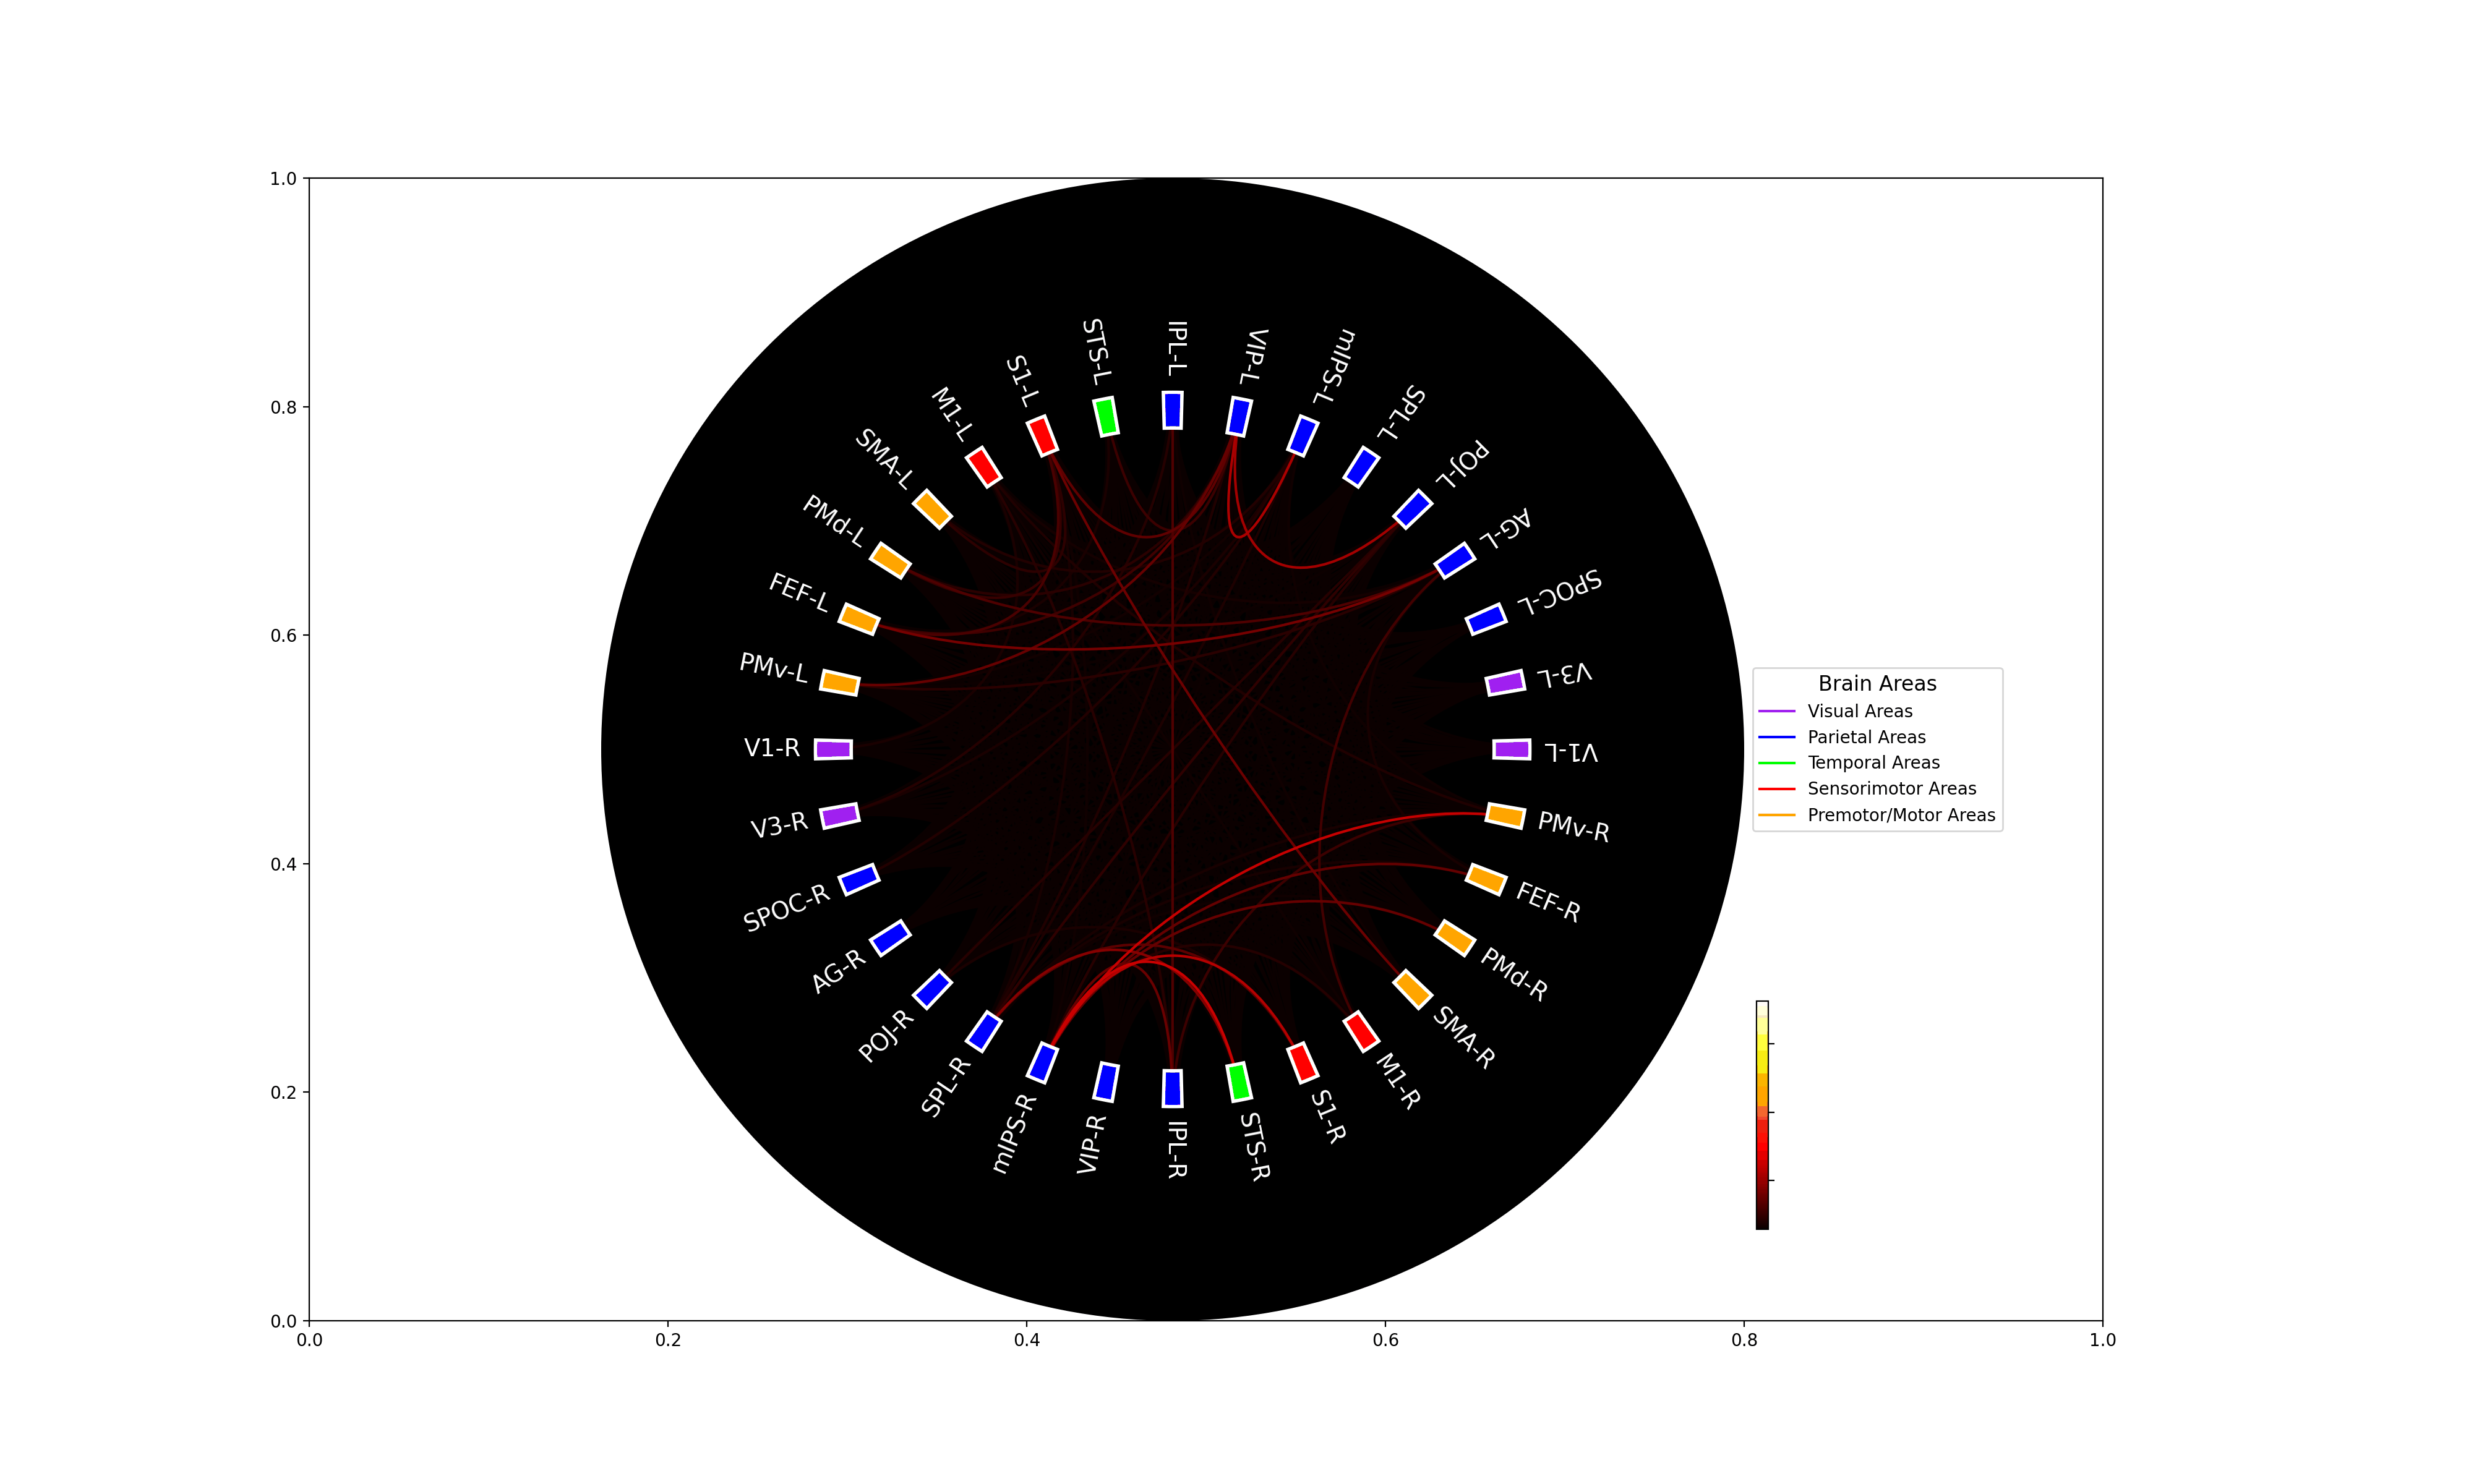 1.0
0.8
0.6
0.4
0.2
0.0
0.0
0.2
0.4
0.6
0.8
1.0
IPL-L
VIP-L
mIPS-L
SPL-L
POJ-L
AG-L
SPOC-L
V3-L
V1-L
PMv-R
FEF-R
PMd-R
SMA-R
M1-R
S1-R
STS-R
IPL-R
VIP-R
mIPS-R
SPL-R
POJ-R
AG-R
SPOC-R
V3-R
V1-R
PMv-L
FEF-L
PMd-L
SMA-L
M1-L
S1-L
STS-L
Brain Areas
Visual Areas
Parietal Areas
Temporal Areas
Sensorimotor Areas
Premotor/Motor Areas